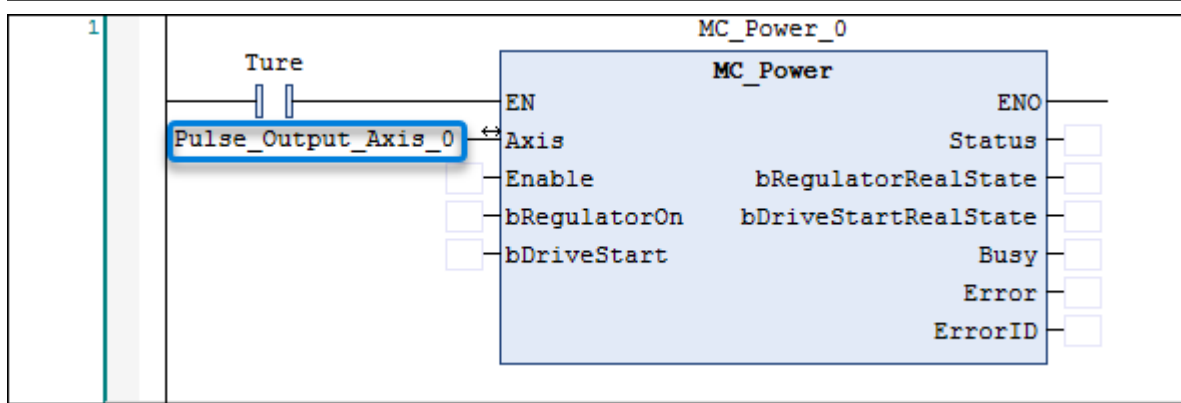 1
MC_Power_0
Ture
MC_Power
EN ENO
Pulse_Output_Axis_0 Axis Status
Enable bRegulatorRealState
bRegulatorOn bDriveStartRealState
bDriveStart Busy
Error
ErrorID